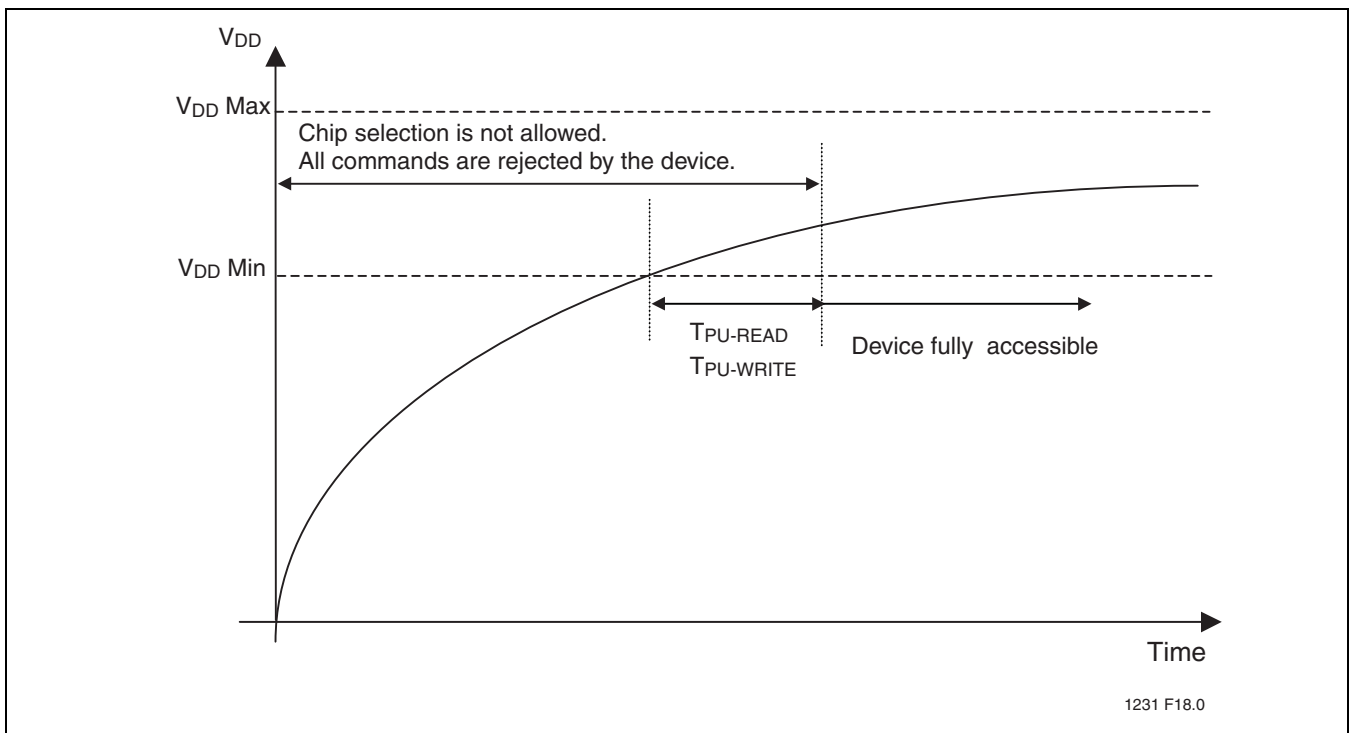 VDD
VDD Max
Chip selection is not allowed.
All commands are rejected by the device.
VDD Min
TPU-READ
TPU-WRITE
Device fully accessible
Time
1231 F18.0